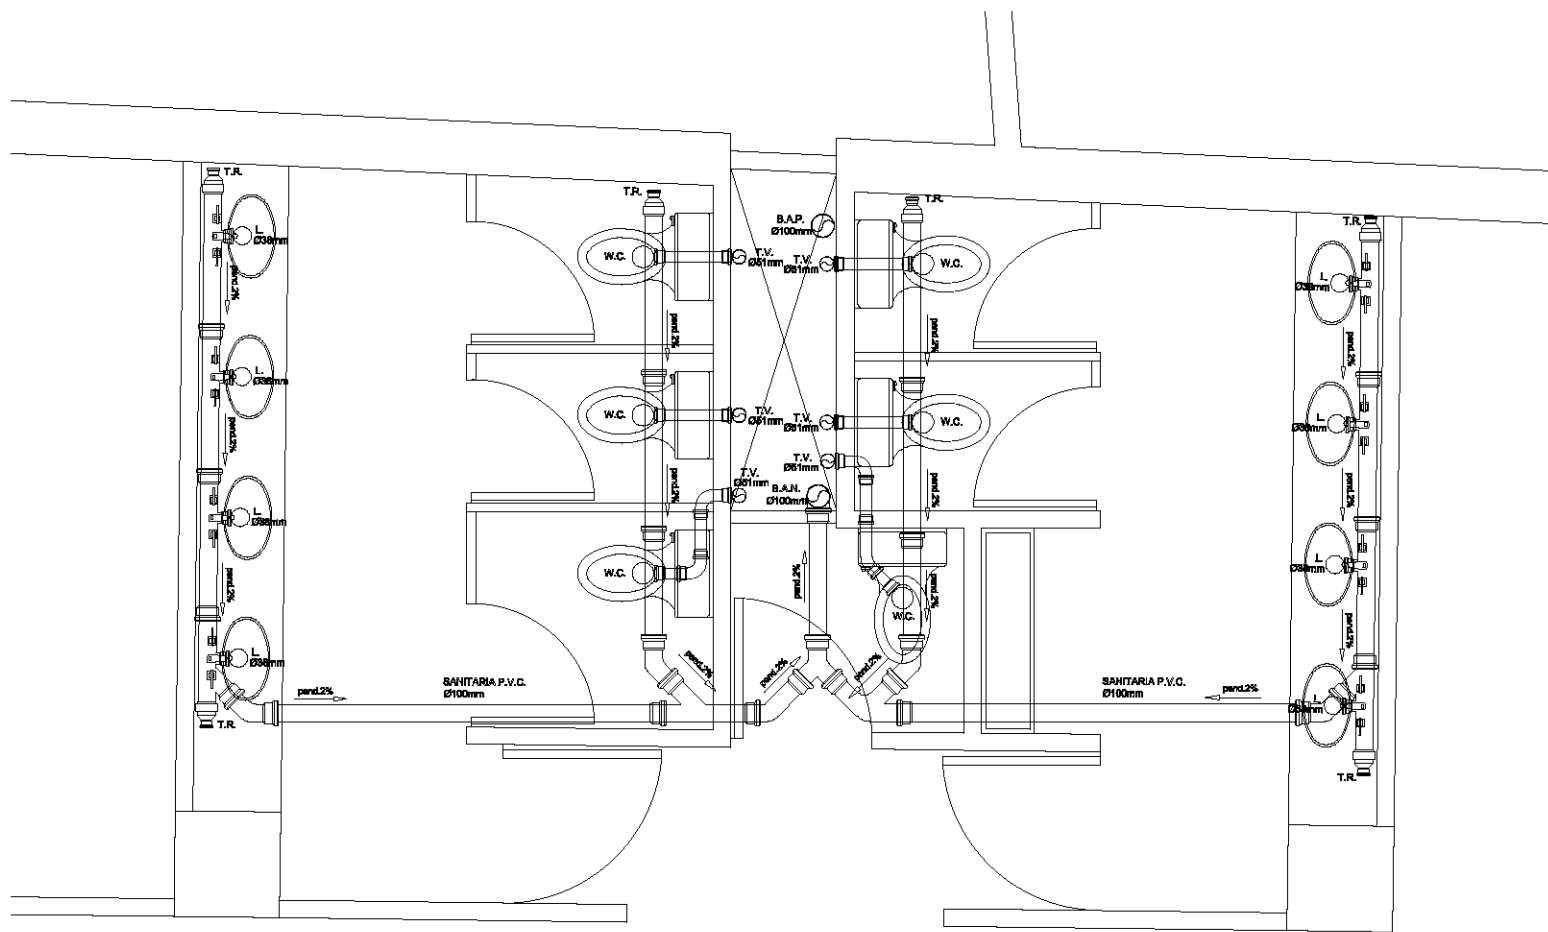 T.R.
T.R.
T.R.
T.R.
B.A.P.
Ø100mm
L.
Ø38mm
W.C.
T.V.
Ø51mm
T.V.
Ø51mm
W.C.
L.
Ø38mm
pend.2%
pend.2%
pend.2%
pend.2%
L.
Ø38mm
W.C.
T.V.
Ø51mm
T.V.
Ø51mm
W.C.
L.
Ø38mm
pend.2%
pend.2%
T.V.
Ø51mm
T.V.
Ø51mm
pend.2%
pend.2%
B.A.N.
Ø100mm
L.
Ø38mm
W.C.
L.
Ø38mm
pend.2%
pend.2%
pend.2%
W.C.
pend.2%
L.
Ø38mm
pend.2%
pend.2%
pend.2%
SANITARIA P.V.C.
Ø100mm
SANITARIA P.V.C.
Ø100mm
pend.2%
pend.2%
L.
Ø38mm
T.R.
T.R.